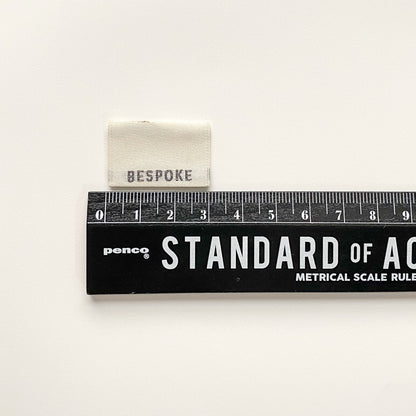 BESPOKE
0 1 2 3 4 5 6 7 8 9
penco® STANDARD OF AC
METRICAL SCALE RULE